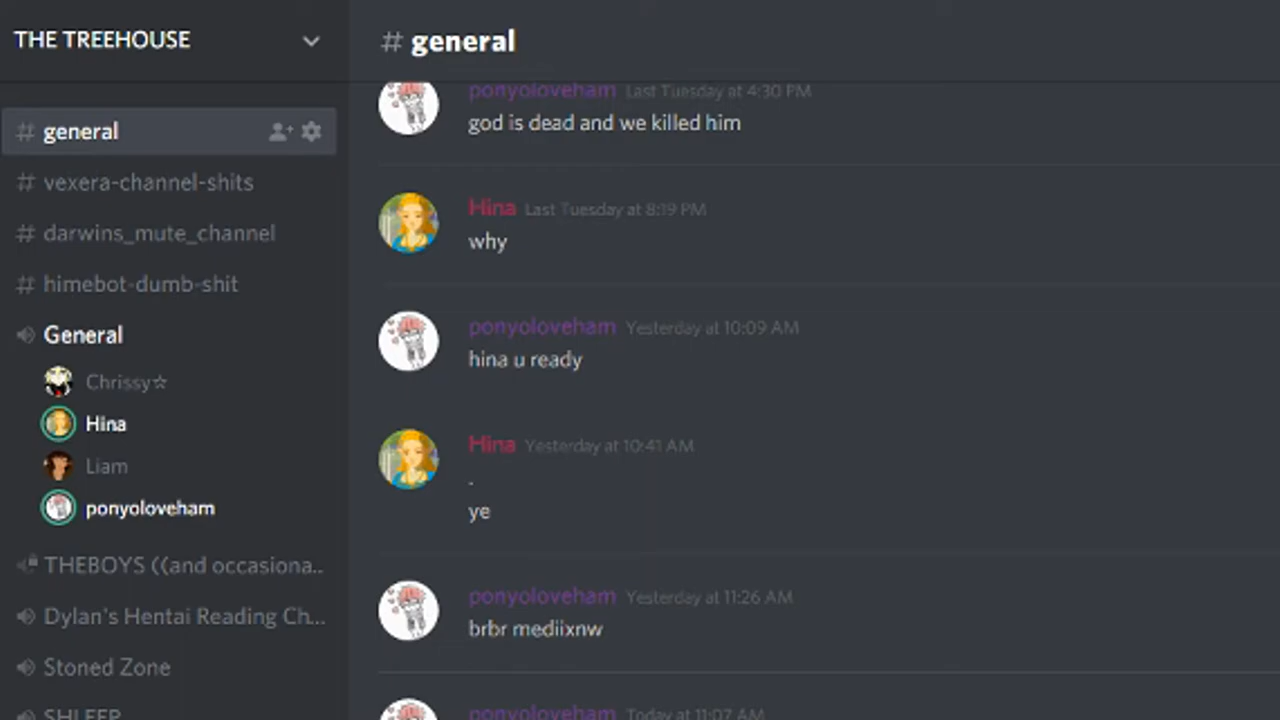 THE TREEHOUSE
# general
# vexera-channel-shits
# darwins_mute_channel
# himebot-dumb-shit
General
Chrissy☆
Hina
Liam
ponyoloveham
THEBOYS ((and occasiona..
Dylan's Hentai Reading Ch...
Stoned Zone
SHLEEP
# general
ponyoloveham Last Tuesday at 4:30 PM
god is dead and we killed him
Hina Last Tuesday at 8:19 PM
why
ponyoloveham Yesterday at 10:09 AM
hina u ready
Hina Yesterday at 10:41 AM
.
ye
ponyoloveham Yesterday at 11:26 AM
brbr mediixnw
ponyoloveham Today at 11:07 AM